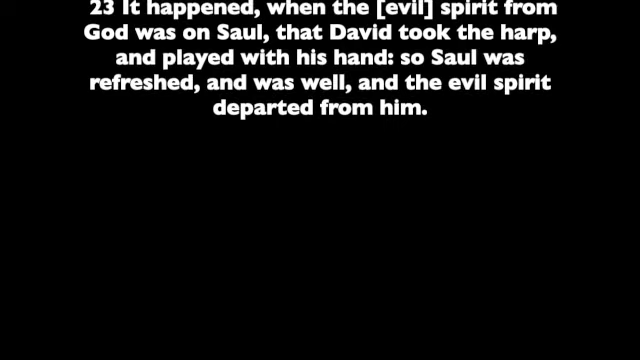 23 It happened, when the [evil] spirit from
God was on Saul, that David took the harp,
and played with his hand: so Saul was
refreshed, and was well, and the evil spirit
departed from him.